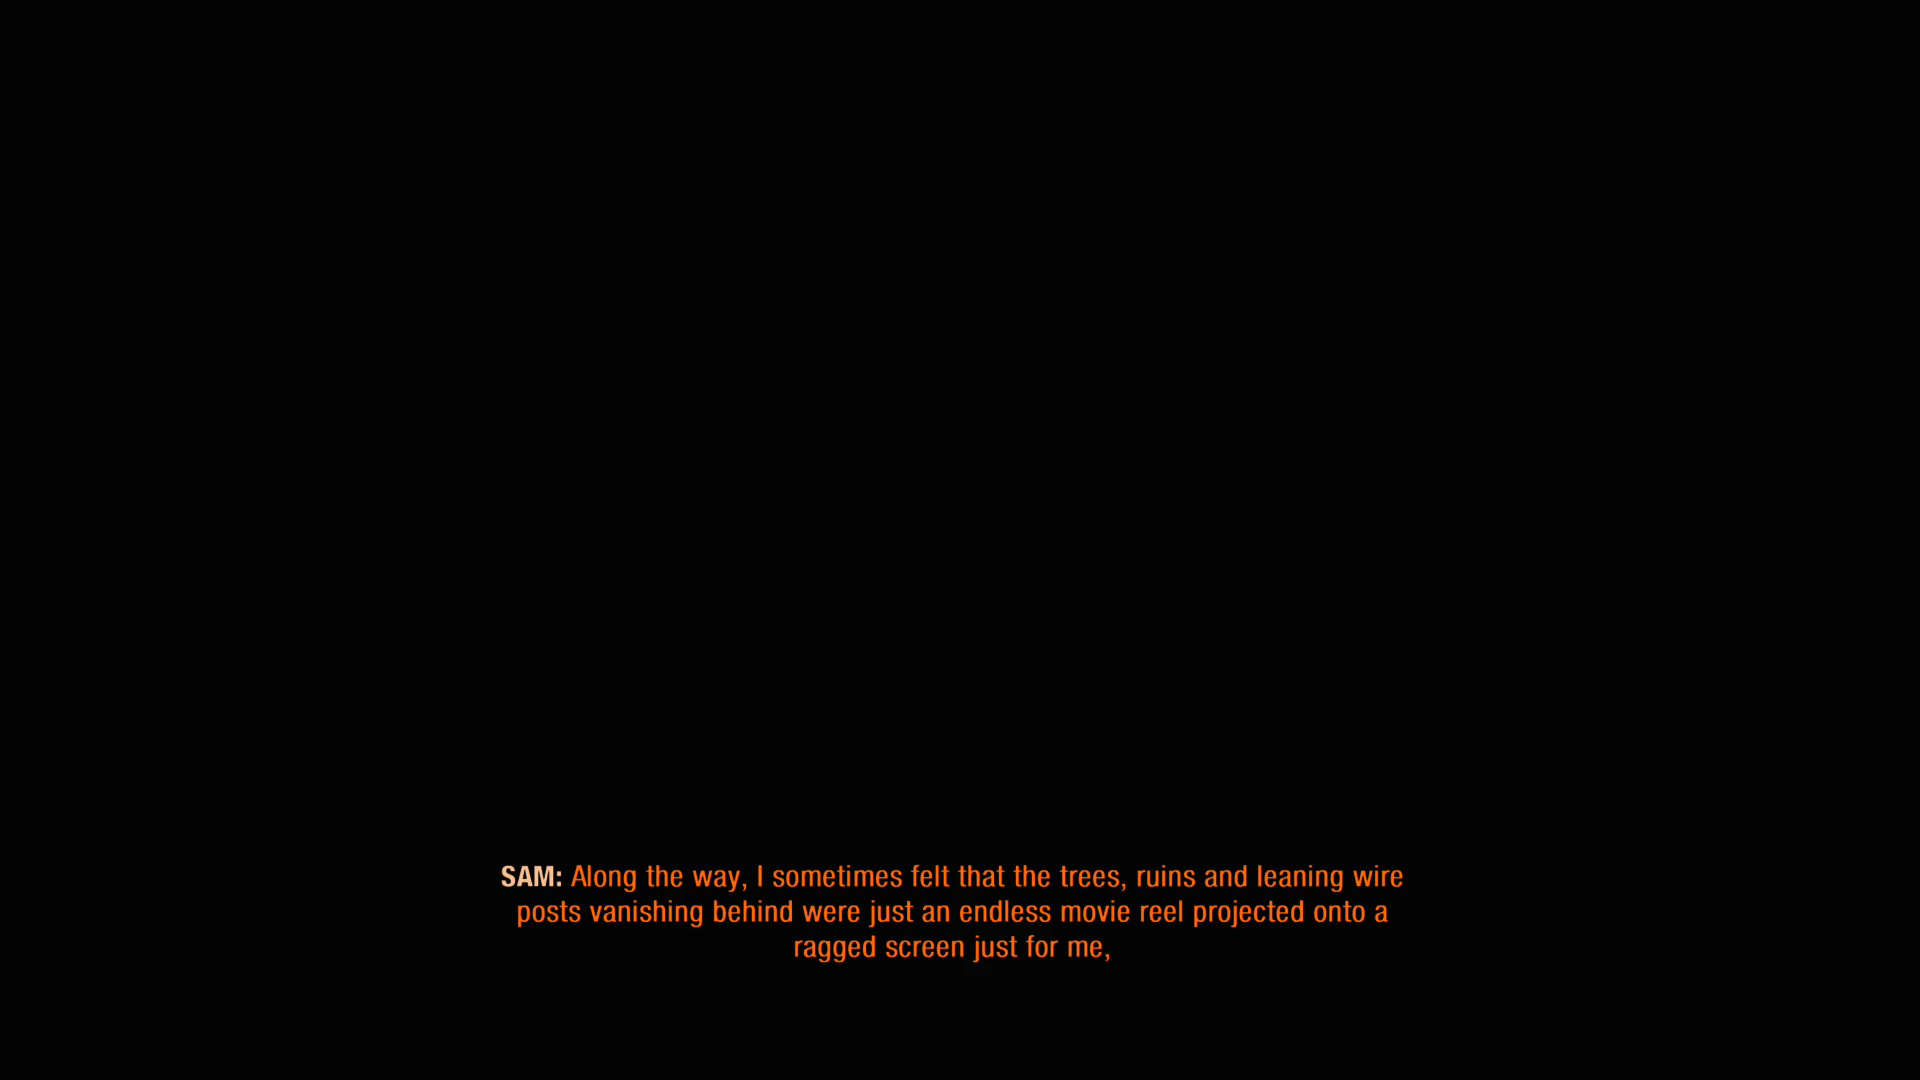 SAM: Along the way, I sometimes felt that the trees, ruins and leaning wire
posts vanishing behind were just an endless movie reel projected onto a
ragged screen just for me,